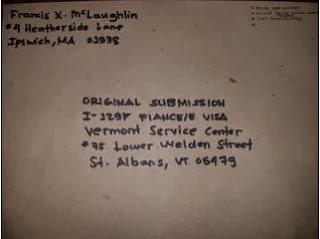 Francis X. McLaughlin
#4 Heatherside Lane
Ipswich, MA 01938
ORIGINAL SUBMISSION
I-129F FIANCE/E VISA
Vermont Service Center
#75 Lower Welden Street
St. Albans, VT 05479